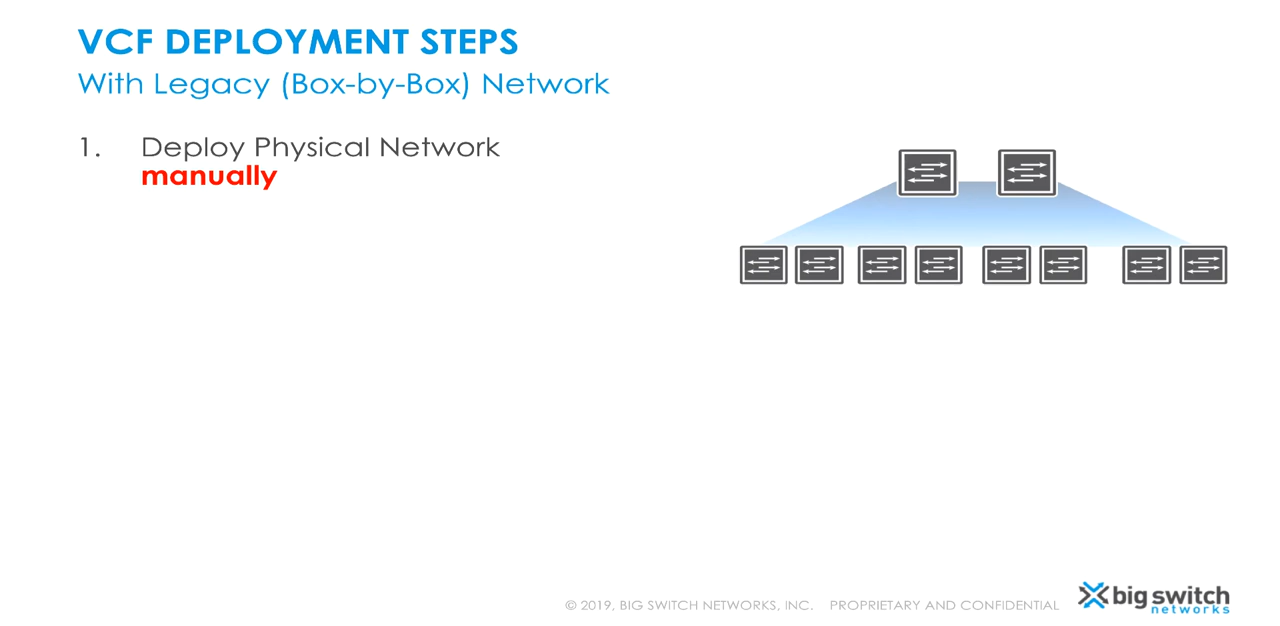 VCF DEPLOYMENT STEPS
With Legacy (Box-by-Box) Network
1. Deploy Physical Network
manually
© 2019, BIG SWITCH NETWORKS, INC. PROPRIETARY AND CONFIDENTIAL
big switch
networks